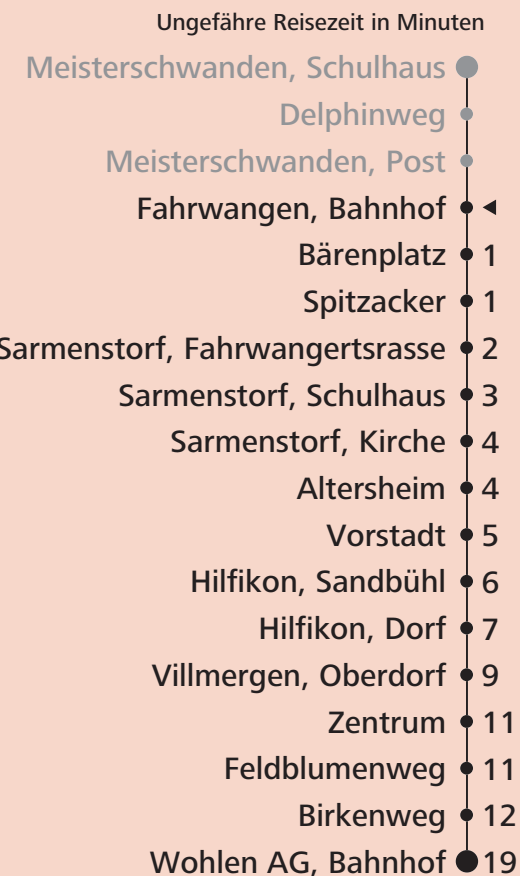 Ungefähre Reisezeit in Minuten
Meisterschwanden, Schulhaus
Delphinweg
Meisterschwanden, Post
Fahrwangen, Bahnhof
Bärenplatz 1
Spitzacker 1
Sarmenstorf, Fahrwangertsrasse 2
Sarmenstorf, Schulhaus 3
Sarmenstorf, Kirche 4
Altersheim 4
Vorstadt 5
Hilfikon, Sandbühl 6
Hilfikon, Dorf 7
Villmergen, Oberdorf 9
Zentrum 11
Feldblumenweg 11
Birkenweg 12
Wohlen AG, Bahnhof 19